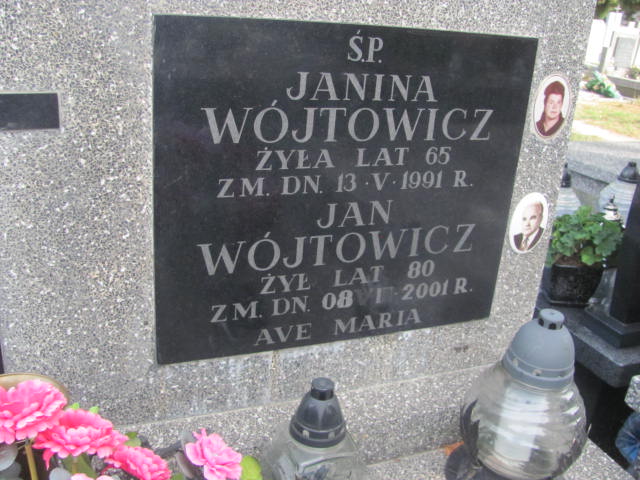 Ś.P.
JANINA
WÓJTOWICZ
ŻYŁA LAT 65
ZM. DN. 13·V·1991 R.
JAN
WÓJTOWICZ
ŻYŁ LAT 80
ZM. DN. 08 2001 R.
AVE MARIA